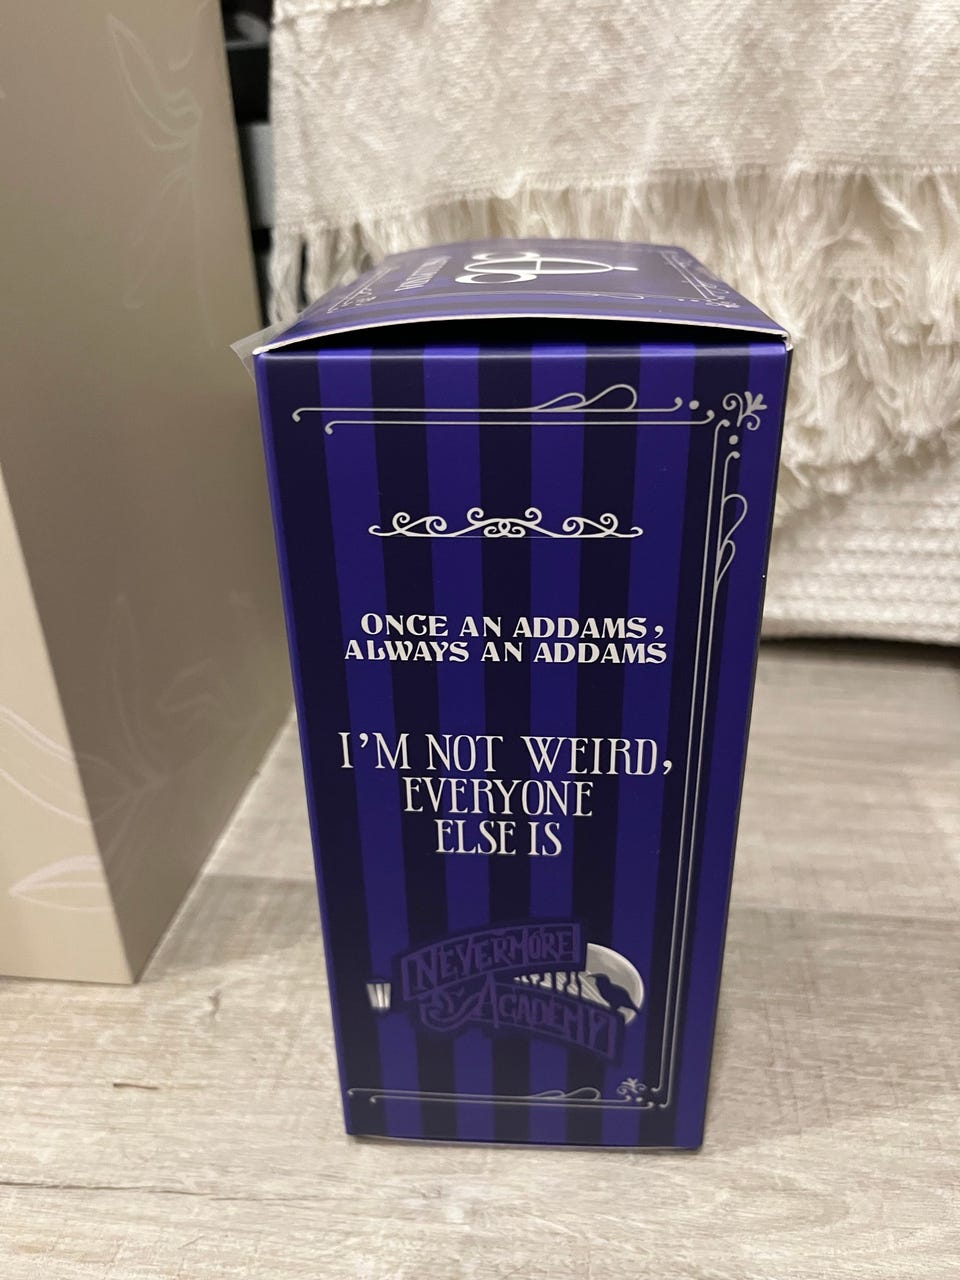 ONCE AN ADDAMS,
ALWAYS AN ADDAMS
I'M NOT WEIRD,
EVERYONE
ELSE IS
NEVERMORE
ACADEMY